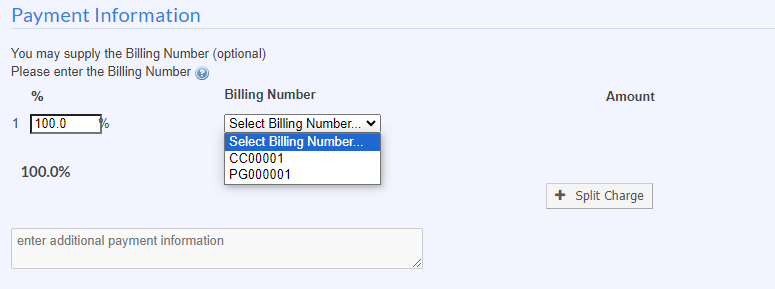 Payment Information
You may supply the Billing Number (optional)
Please enter the Billing Number ?
% Billing Number Amount
1 100.0 % Select Billing Number...
Select Billing Number...
CC00001
PG000001
100.0%
+ Split Charge
enter additional payment information